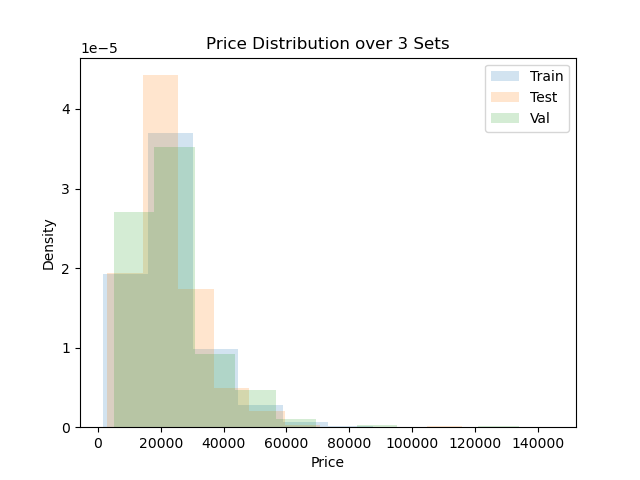 Price Distribution over 3 Sets
1e−5
Train
Test
Val
4
3
2
1
0
Density
0 20000 40000 60000 80000 100000 120000 140000
Price